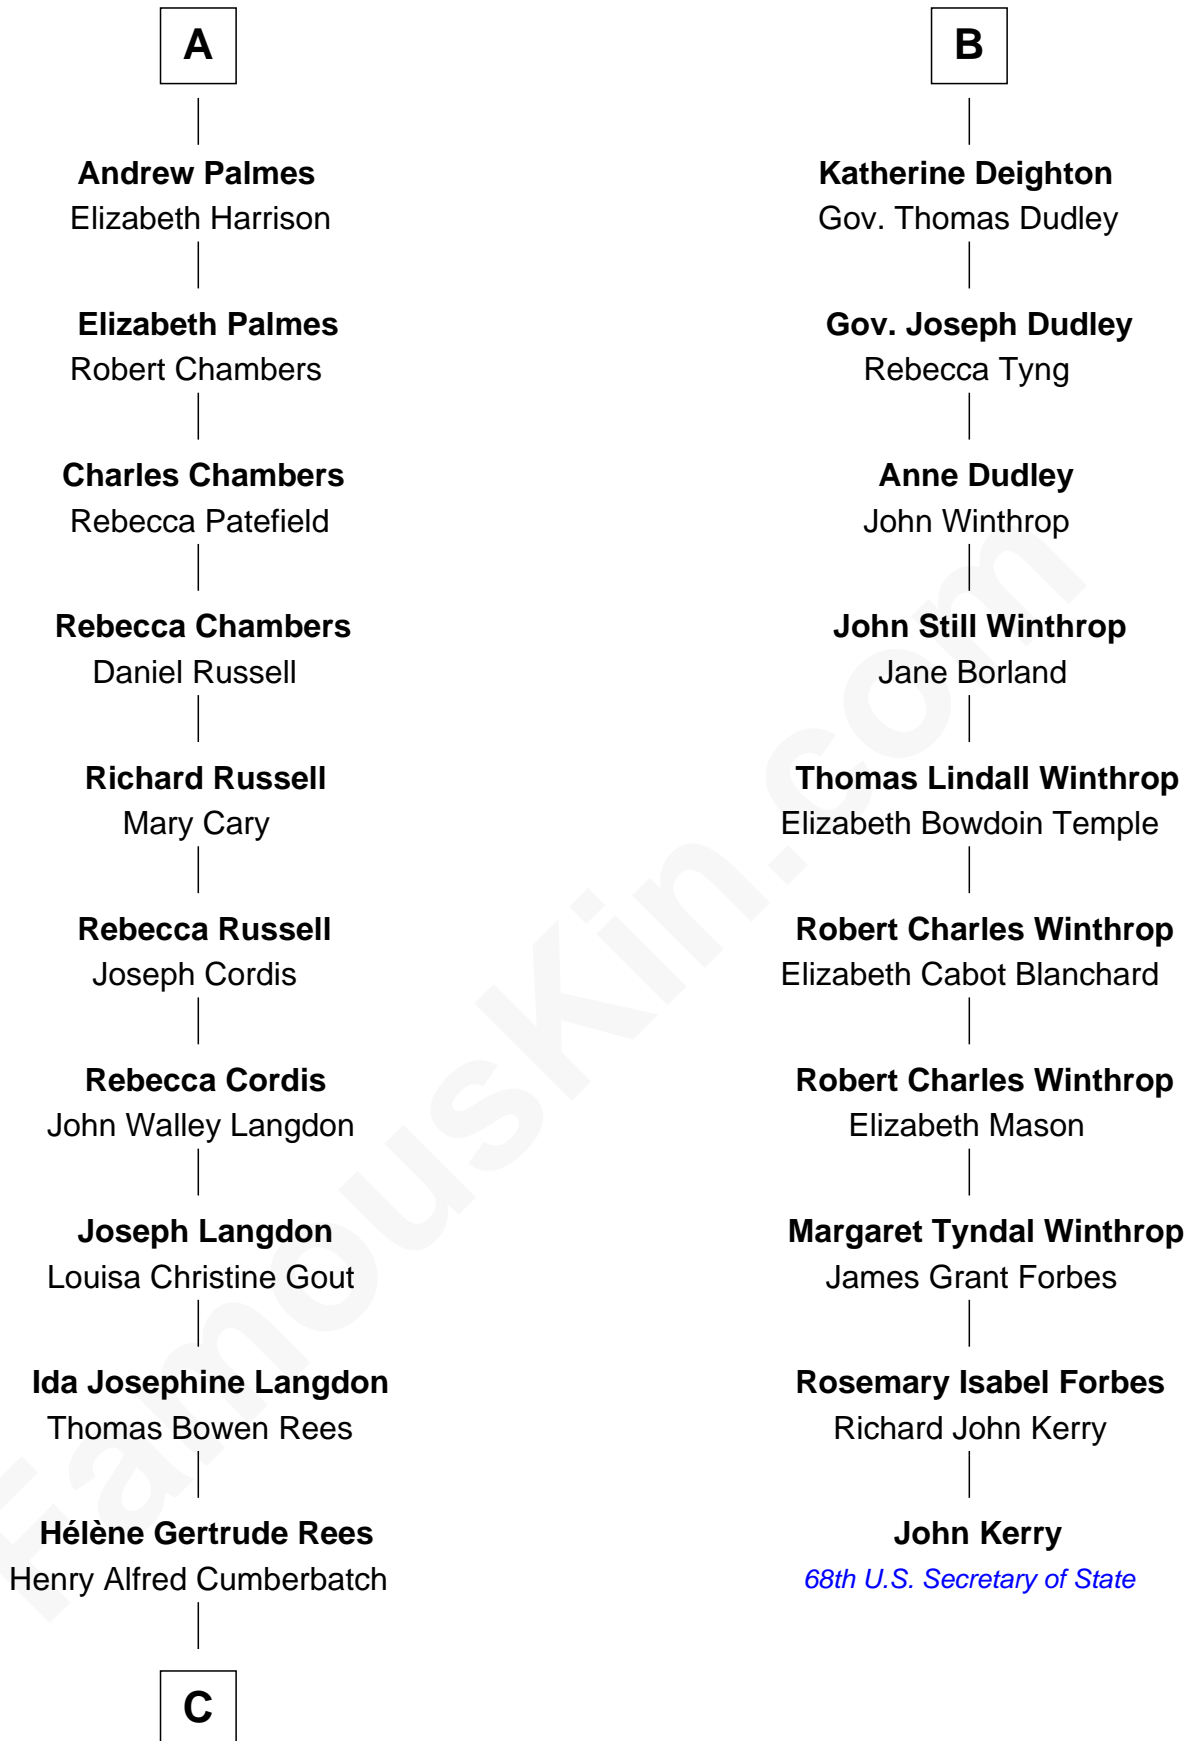 A
Andrew Palmes
Elizabeth Harrison
Elizabeth Palmes
Robert Chambers
Charles Chambers
Rebecca Patefield
Rebecca Chambers
Daniel Russell
Richard Russell
Mary Cary
Rebecca Russell
Joseph Cordis
Rebecca Cordis
John Walley Langdon
Joseph Langdon
Louisa Christine Gout
Ida Josephine Langdon
Thomas Bowen Rees
Hélène Gertrude Rees
Henry Alfred Cumberbatch
C
B
Katherine Deighton
Gov. Thomas Dudley
Gov. Joseph Dudley
Rebecca Tyng
Anne Dudley
John Winthrop
John Still Winthrop
Jane Borland
Thomas Lindall Winthrop
Elizabeth Bowdoin Temple
Robert Charles Winthrop
Elizabeth Cabot Blanchard
Robert Charles Winthrop
Elizabeth Mason
Margaret Tyndal Winthrop
James Grant Forbes
Rosemary Isabel Forbes
Richard John Kerry
John Kerry
68th U.S. Secretary of State
FamousKin.com